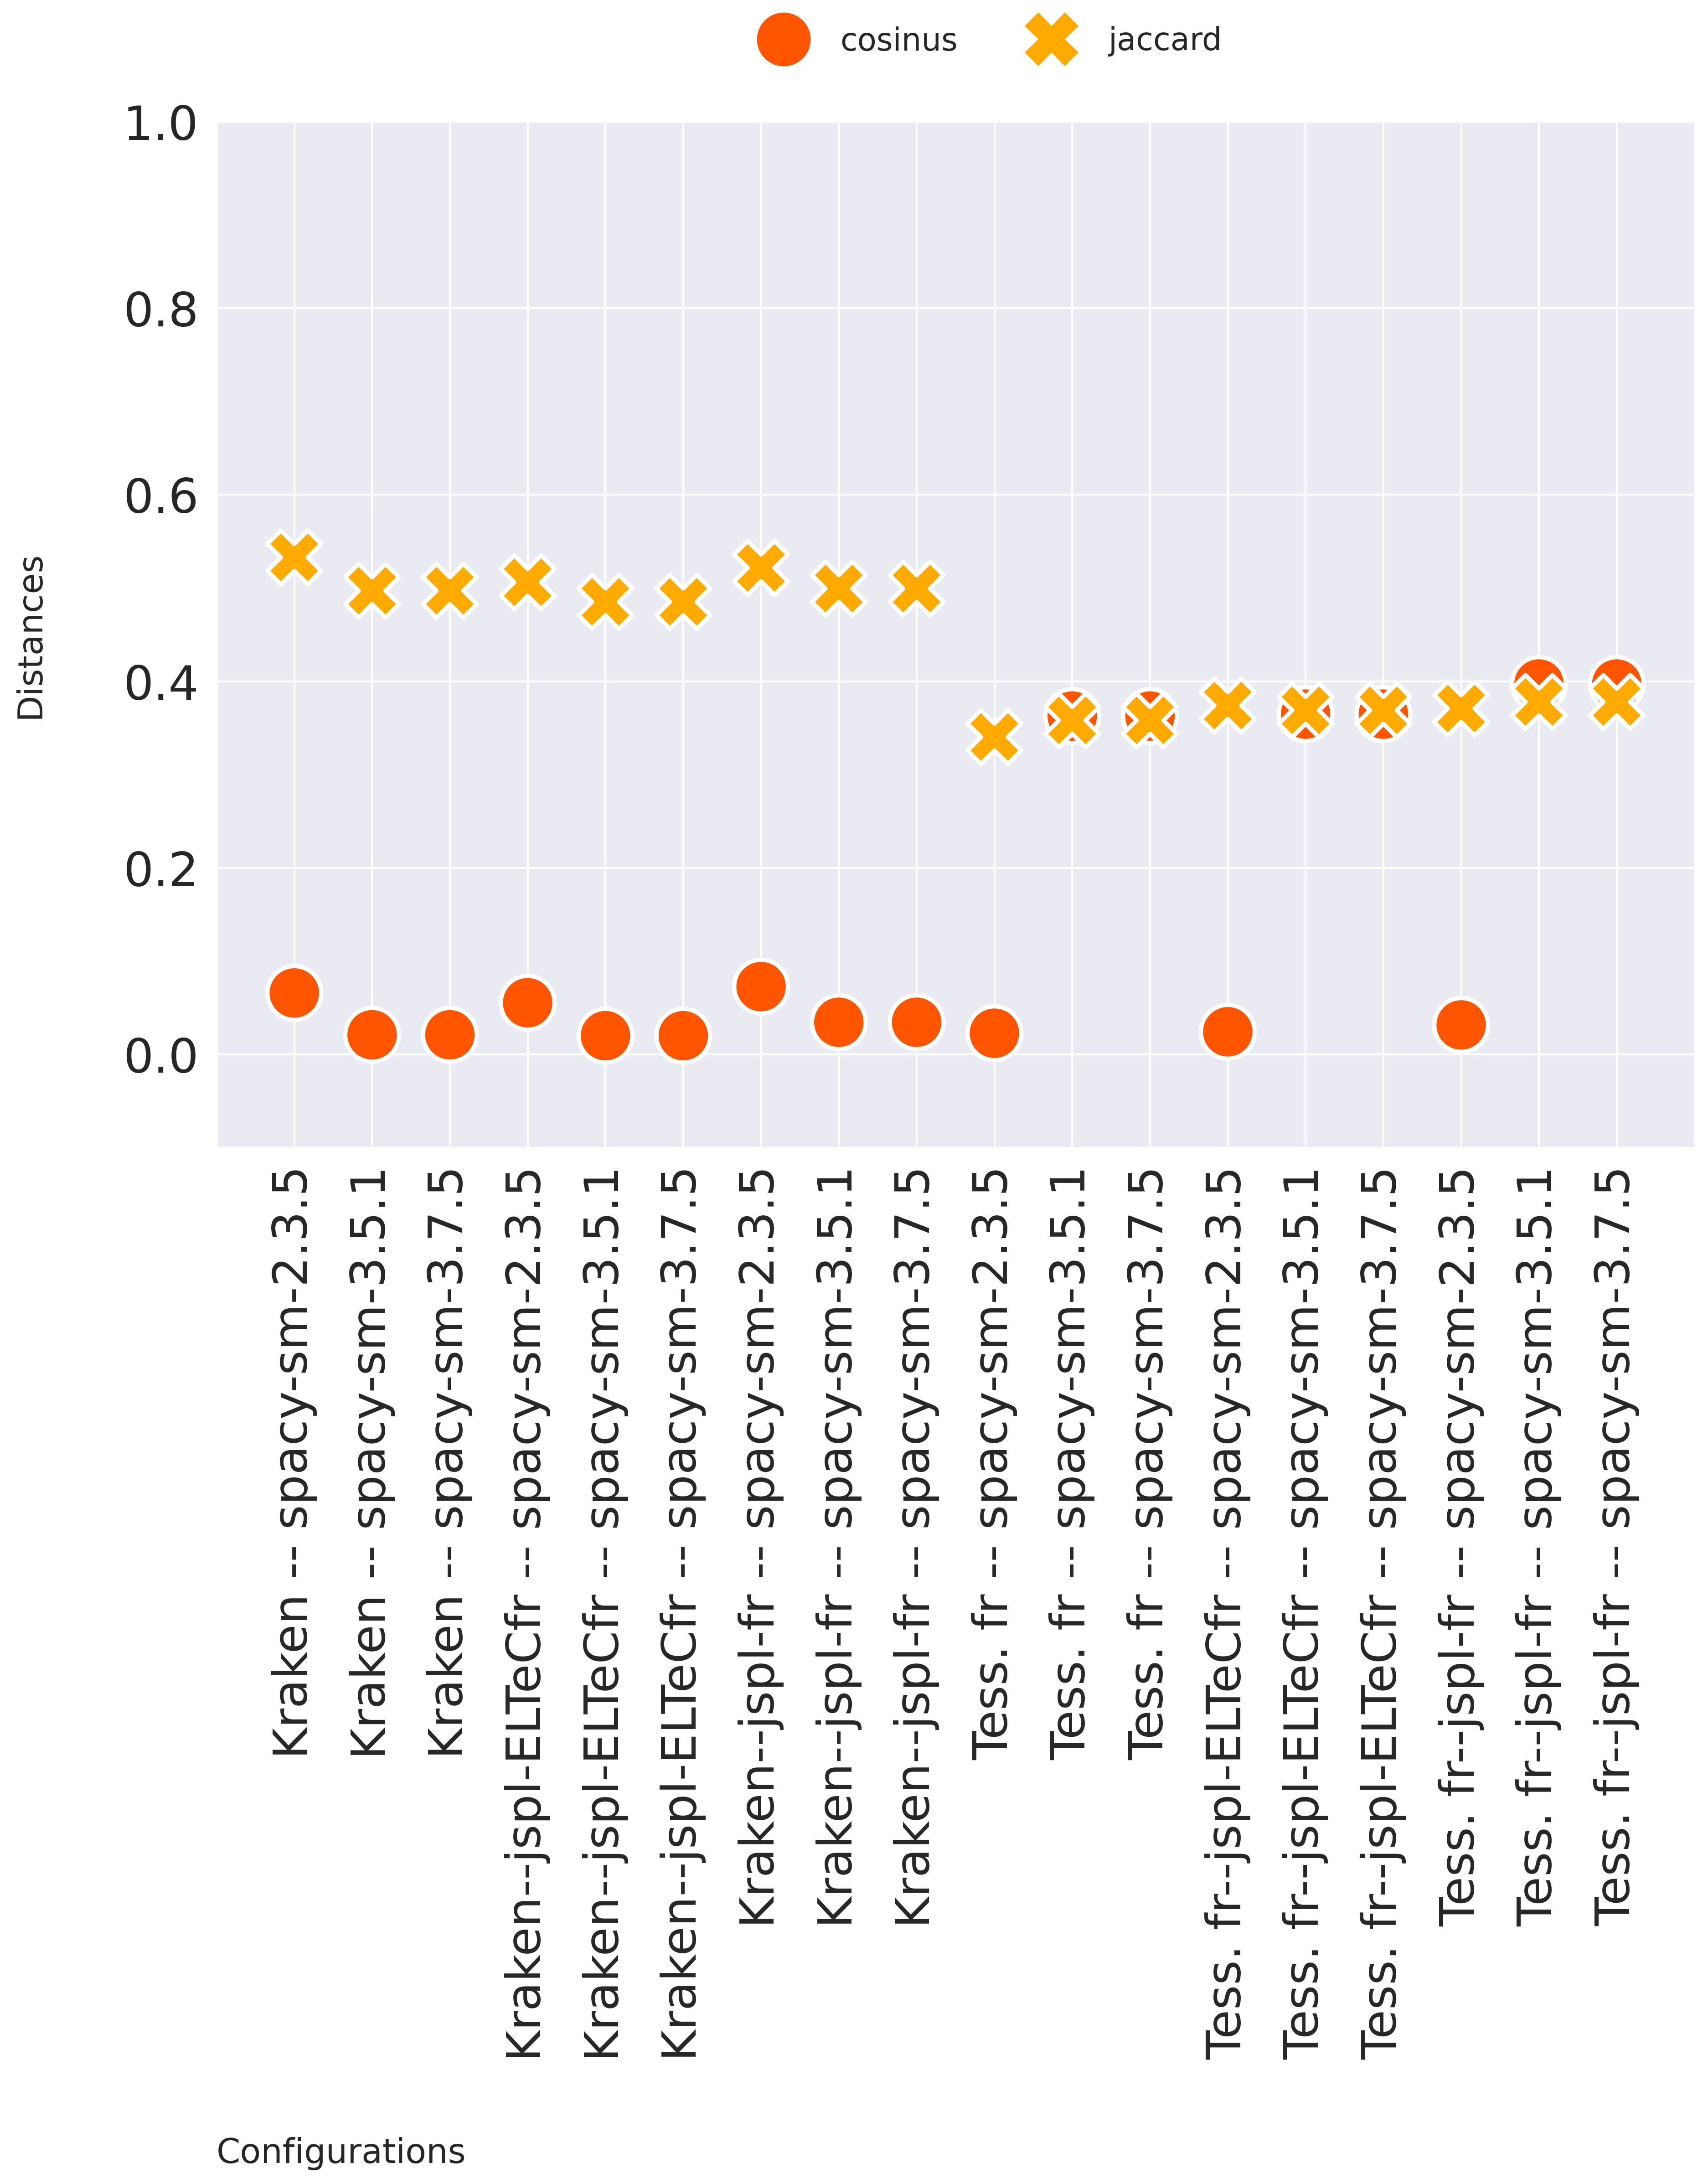 cosinus
jaccard
1.0
0.8
0.6
0.4
0.2
0.0
Distances
Kraken -- spacy-sm-2.3.5
Kraken -- spacy-sm-3.5.1
Kraken -- spacy-sm-3.7.5
Kraken--jspl-ELTeCfr -- spacy-sm-2.3.5
Kraken--jspl-ELTeCfr -- spacy-sm-3.5.1
Kraken--jspl-ELTeCfr -- spacy-sm-3.7.5
Kraken--jspl-fr -- spacy-sm-2.3.5
Kraken--jspl-fr -- spacy-sm-3.5.1
Kraken--jspl-fr -- spacy-sm-3.7.5
Tess. fr -- spacy-sm-2.3.5
Tess. fr -- spacy-sm-3.5.1
Tess. fr -- spacy-sm-3.7.5
Tess. fr--jspl-ELTeCfr -- spacy-sm-2.3.5
Tess. fr--jspl-ELTeCfr -- spacy-sm-3.5.1
Tess. fr--jspl-ELTeCfr -- spacy-sm-3.7.5
Tess. fr--jspl-fr -- spacy-sm-2.3.5
Tess. fr--jspl-fr -- spacy-sm-3.5.1
Tess. fr--jspl-fr -- spacy-sm-3.7.5
Configurations